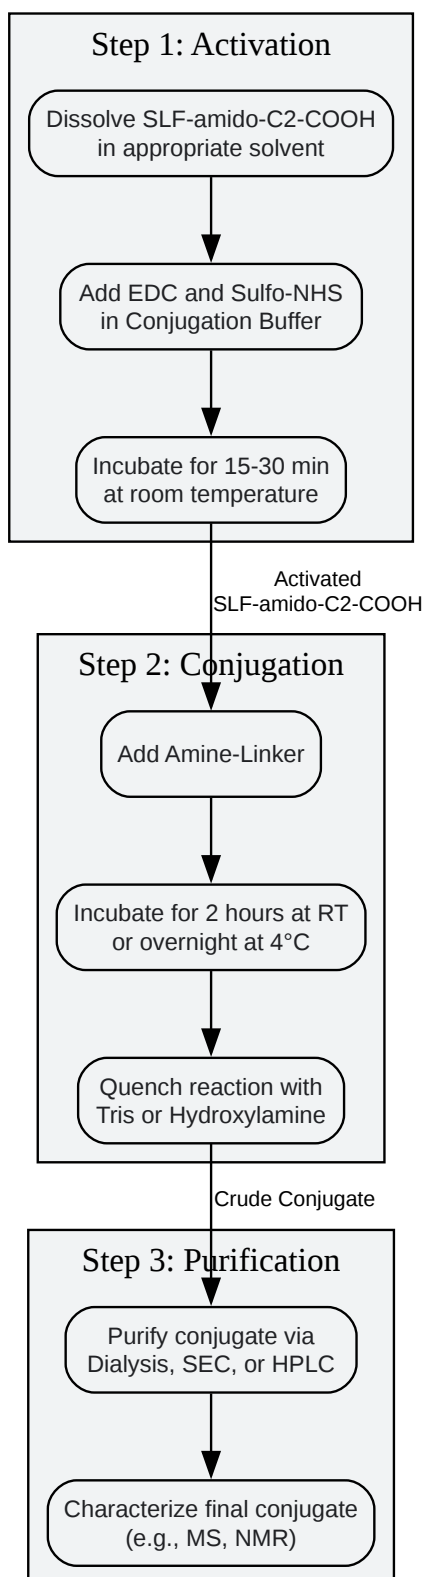 Step 1: Activation
Dissolve SLF-amido-C2-COOH
in appropriate solvent
Add EDC and Sulfo-NHS
in Conjugation Buffer
Incubate for 15-30 min
at room temperature
Activated
SLF-amido-C2-COOH
Step 2: Conjugation
Add Amine-Linker
Incubate for 2 hours at RT
or overnight at 4°C
Quench reaction with
Tris or Hydroxylamine
Crude Conjugate
Step 3: Purification
Purify conjugate via
Dialysis, SEC, or HPLC
Characterize final conjugate
(e.g., MS, NMR)